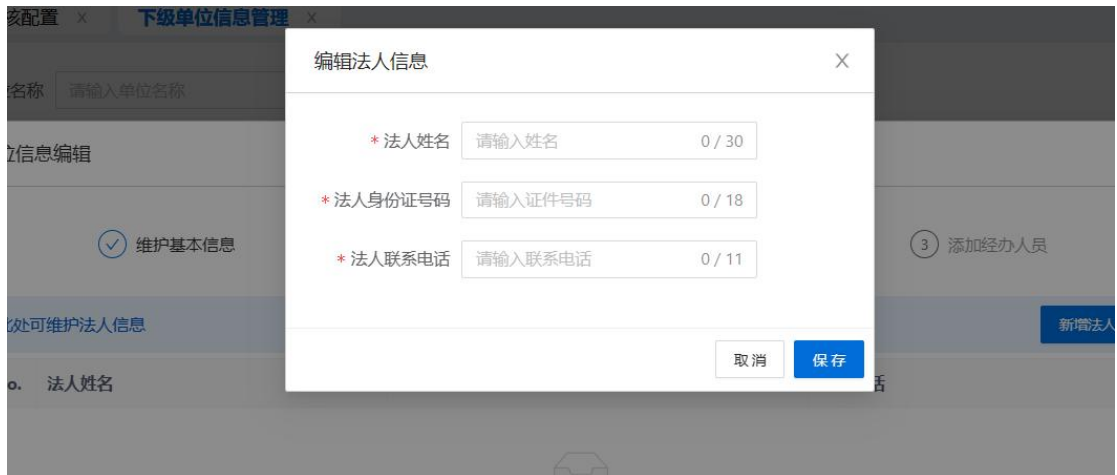 核配置 × 下级单位信息管理 ×
编辑法人信息 ×
名称 请输入单位名称
* 法人姓名 请输入姓名 0 / 30
位信息编辑
* 法人身份证号码 请输入证件号码 0 / 18
维护基本信息
3 添加经办人员
* 法人联系电话 请输入联系电话 0 / 11
此处可维护法人信息
新增法人
取消 保存
o. 法人姓名
话